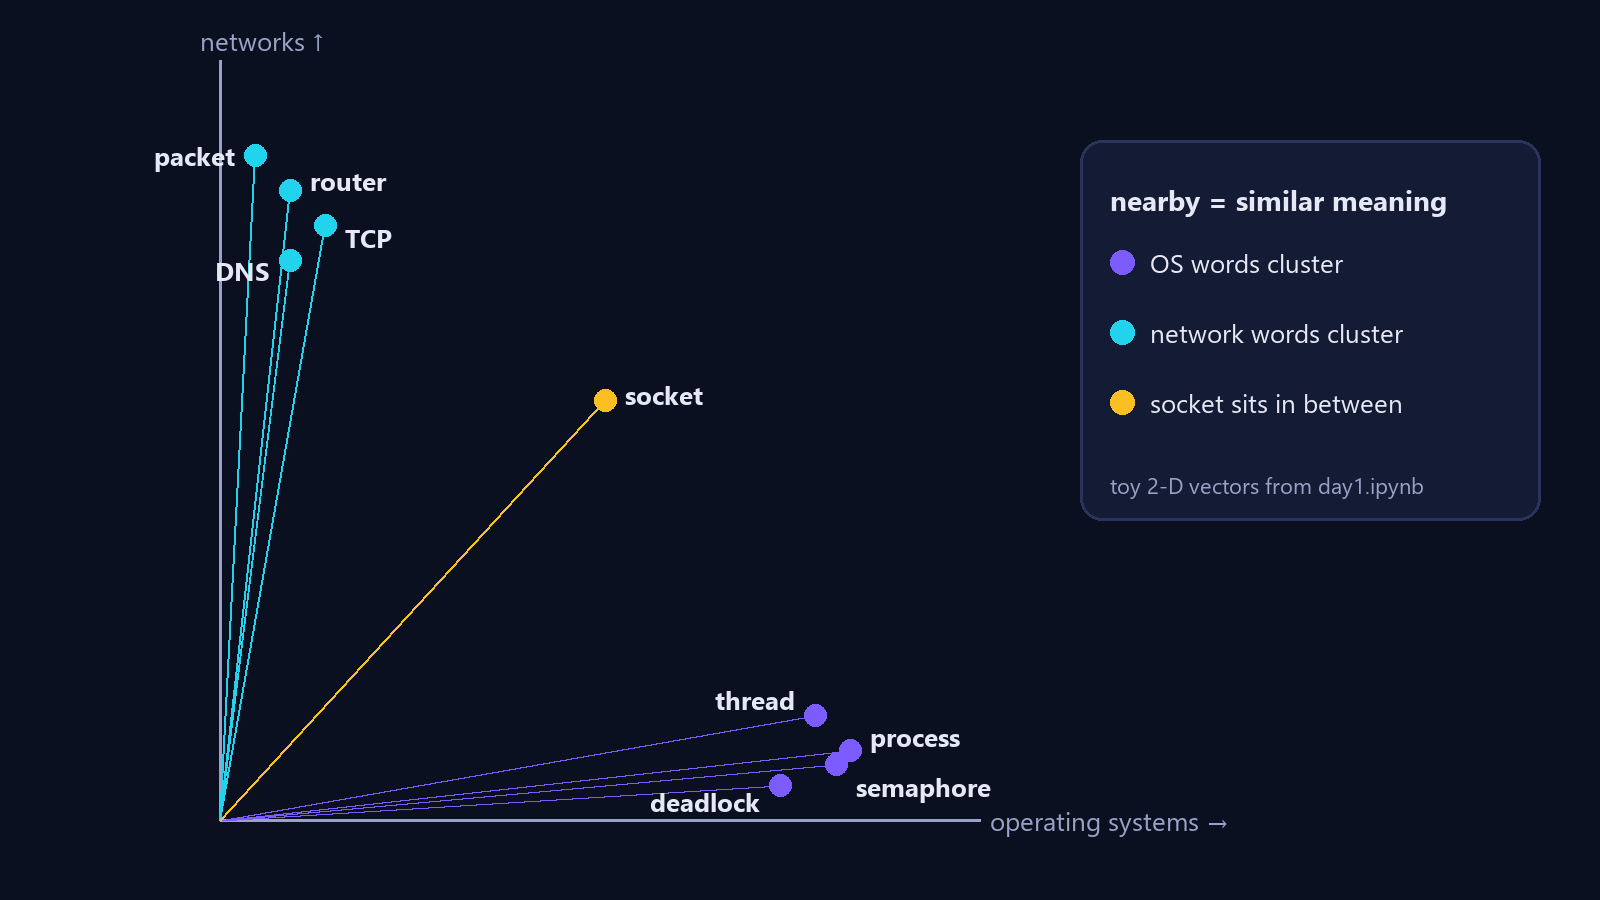 networks ↑
packet
router
TCP
DNS
socket
thread
process
semaphore
deadlock
operating systems →
nearby = similar meaning
OS words cluster
network words cluster
socket sits in between
toy 2-D vectors from day1.ipynb